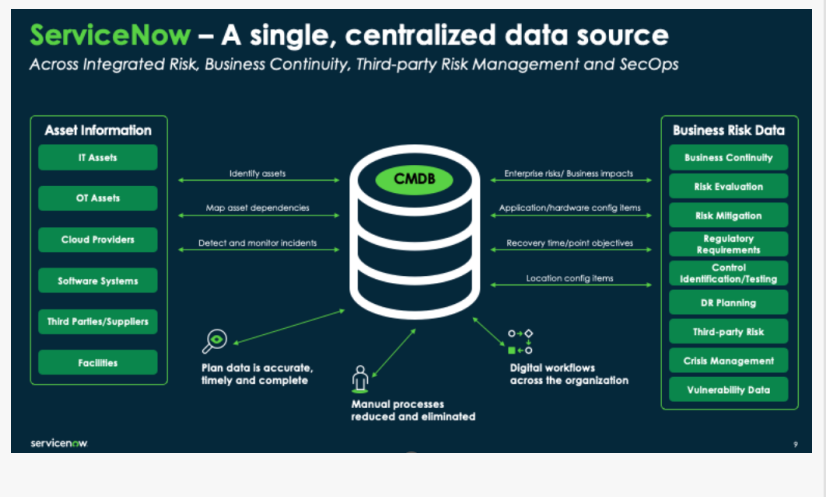 ServiceNow – A single, centralized data source
Across Integrated Risk, Business Continuity, Third-party Risk Management and SecOps
Asset Information
IT Assets
OT Assets
Cloud Providers
Software Systems
Third Parties/Suppliers
Facilities
Identify assets
Map asset dependencies
Detect and monitor incidents
CMDB
Enterprise risks/ Business impacts
Application/hardware config items
Recovery time/point objectives
Location config items
Business Risk Data
Business Continuity
Risk Evaluation
Risk Mitigation
Regulatory
Requirements
Control
Identification/Testing
DR Planning
Third-party Risk
Crisis Management
Vulnerability Data
Plan data is accurate,
timely and complete
Manual processes
reduced and eliminated
Digital workflows
across the organization
servicenow
9